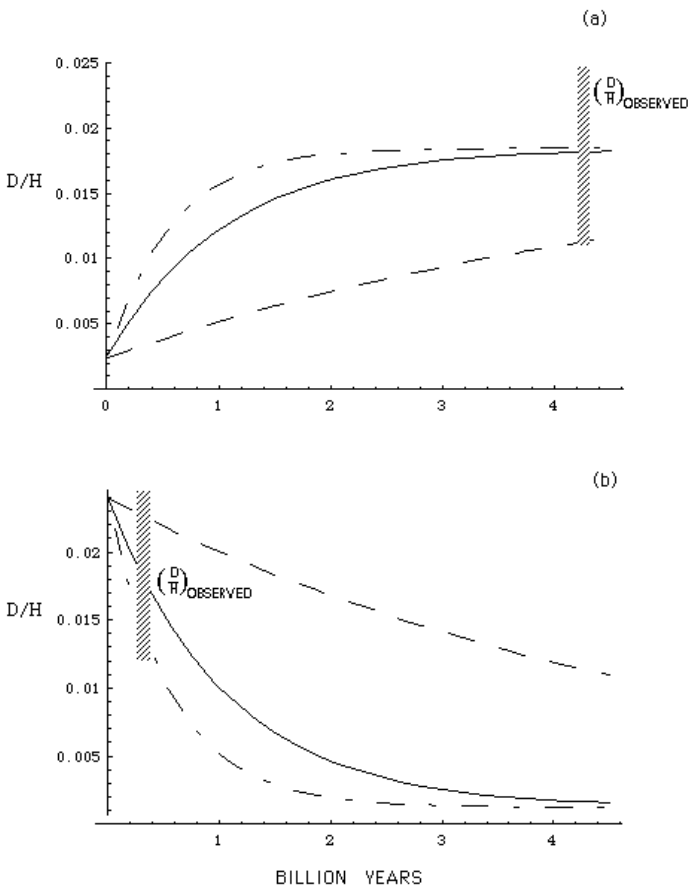 (a)
0.025
(D/H)OBSERVED
0.02
D/H
0.015
0.01
0.005
0 1 2 3 4
(b)
0.02
(D/H)OBSERVED
D/H
0.015
0.01
0.005
1 2 3 4
BILLION YEARS